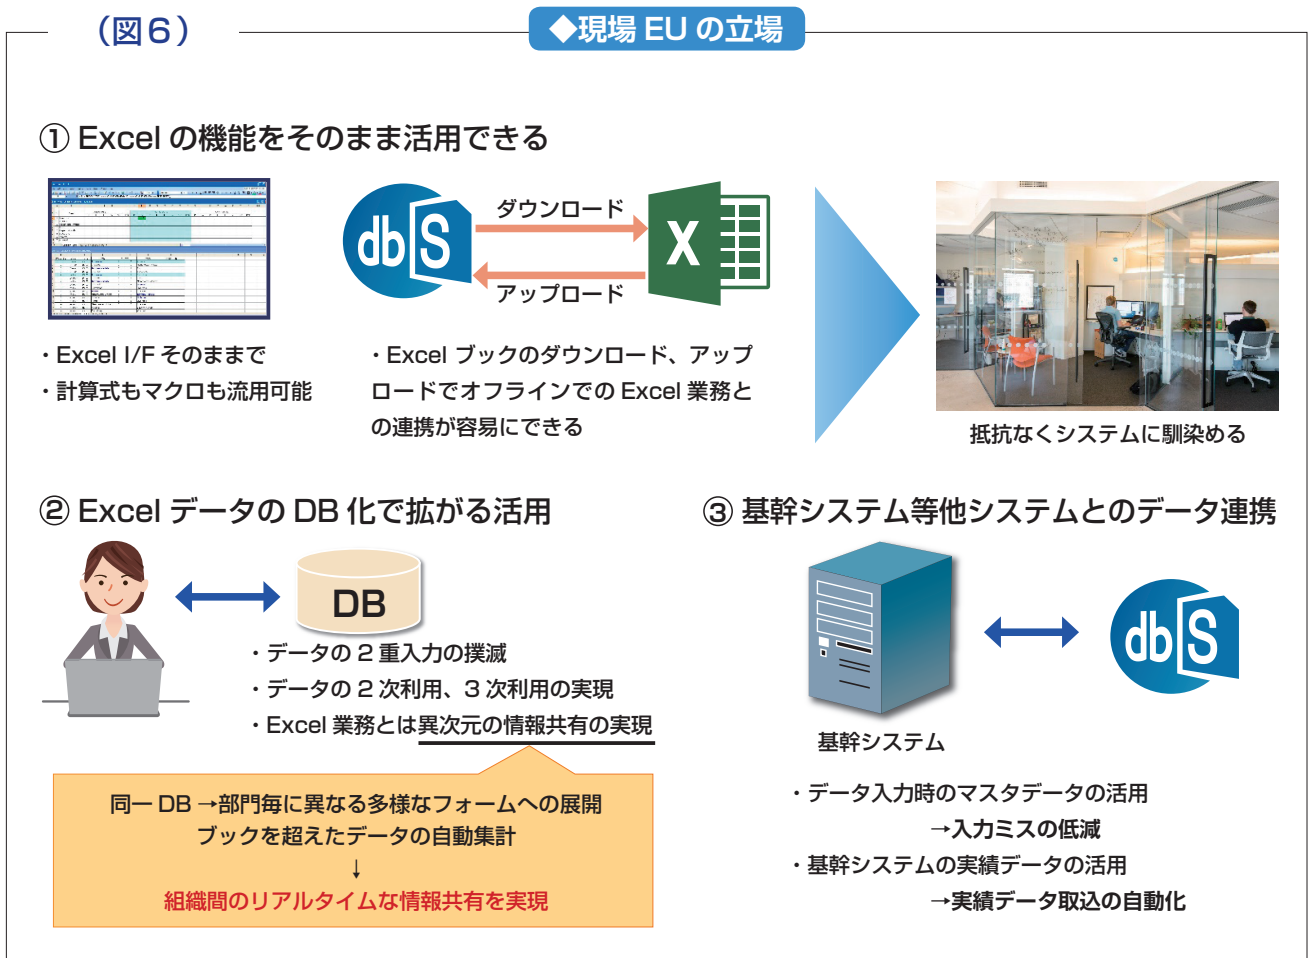 （図６）
◆現場 EU の立場
① Excel の機能をそのまま活用できる
db S
ダウンロード
アップロード
X
・Excel I/F そのままで
・計算式もマクロも流用可能
・Excel ブックのダウンロード、アップ
ロードでオフラインでの Excel 業務と
の連携が容易にできる
抵抗なくシステムに馴染める
② Excel データの DB 化で拡がる活用
DB
・データの 2 重入力の撲滅
・データの 2 次利用、3 次利用の実現
・Excel 業務とは異次元の情報共有の実現
同一 DB →部門毎に異なる多様なフォームへの展開
ブックを超えたデータの自動集計
↓
組織間のリアルタイムな情報共有を実現
③ 基幹システム等他システムとのデータ連携
db S
基幹システム
・データ入力時のマスタデータの活用
→入力ミスの低減
・基幹システムの実績データの活用
→実績データ取込の自動化